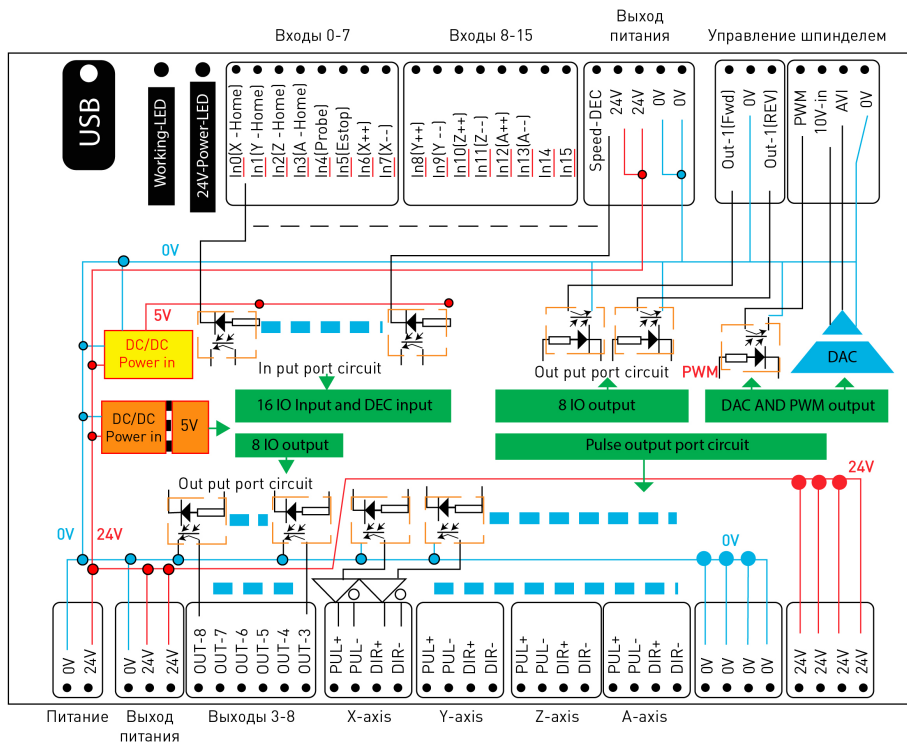 Входы 0-7
Входы 8-15
Выход
питания
Управление шпинделем
USB
Working-LED
24V-Power-LED
In0(X -Home)
In1(Y -Home)
In2(Z -Home)
In3(A -Home)
In4(Probe)
In5(Estop)
In6(X++)
In7(X--)
In8(Y++)
In9(Y--)
In10(Z++)
In11(Z--)
In12(A++)
In13(A--)
In14
In15
Speed-DEC
24V
24V
0V
0V
Out-1(Fwd)
0V
Out-1(REV)
PWM
10V-in
AVI
0V
0V
5V
DC/DC
Power in
In put port circuit
Out put port circuit
PWM
DAC
16 IO Input and DEC input
8 IO output
DAC AND PWM output
DC/DC
Power in
5V
8 IO output
Pulse output port circuit
Out put port circuit
24V
0V
24V
0V
0V
24V
0V
24V
24V
OUT-8
OUT-7
OUT-6
OUT-5
OUT-4
OUT-3
PUL+
PUL-
DIR+
DIR-
PUL+
PUL-
DIR+
DIR-
PUL+
PUL-
DIR+
DIR-
PUL+
PUL-
DIR+
DIR-
0V
0V
0V
0V
24V
24V
24V
24V
Питание
Выход
питания
Выходы 3-8
X-axis
Y-axis
Z-axis
A-axis